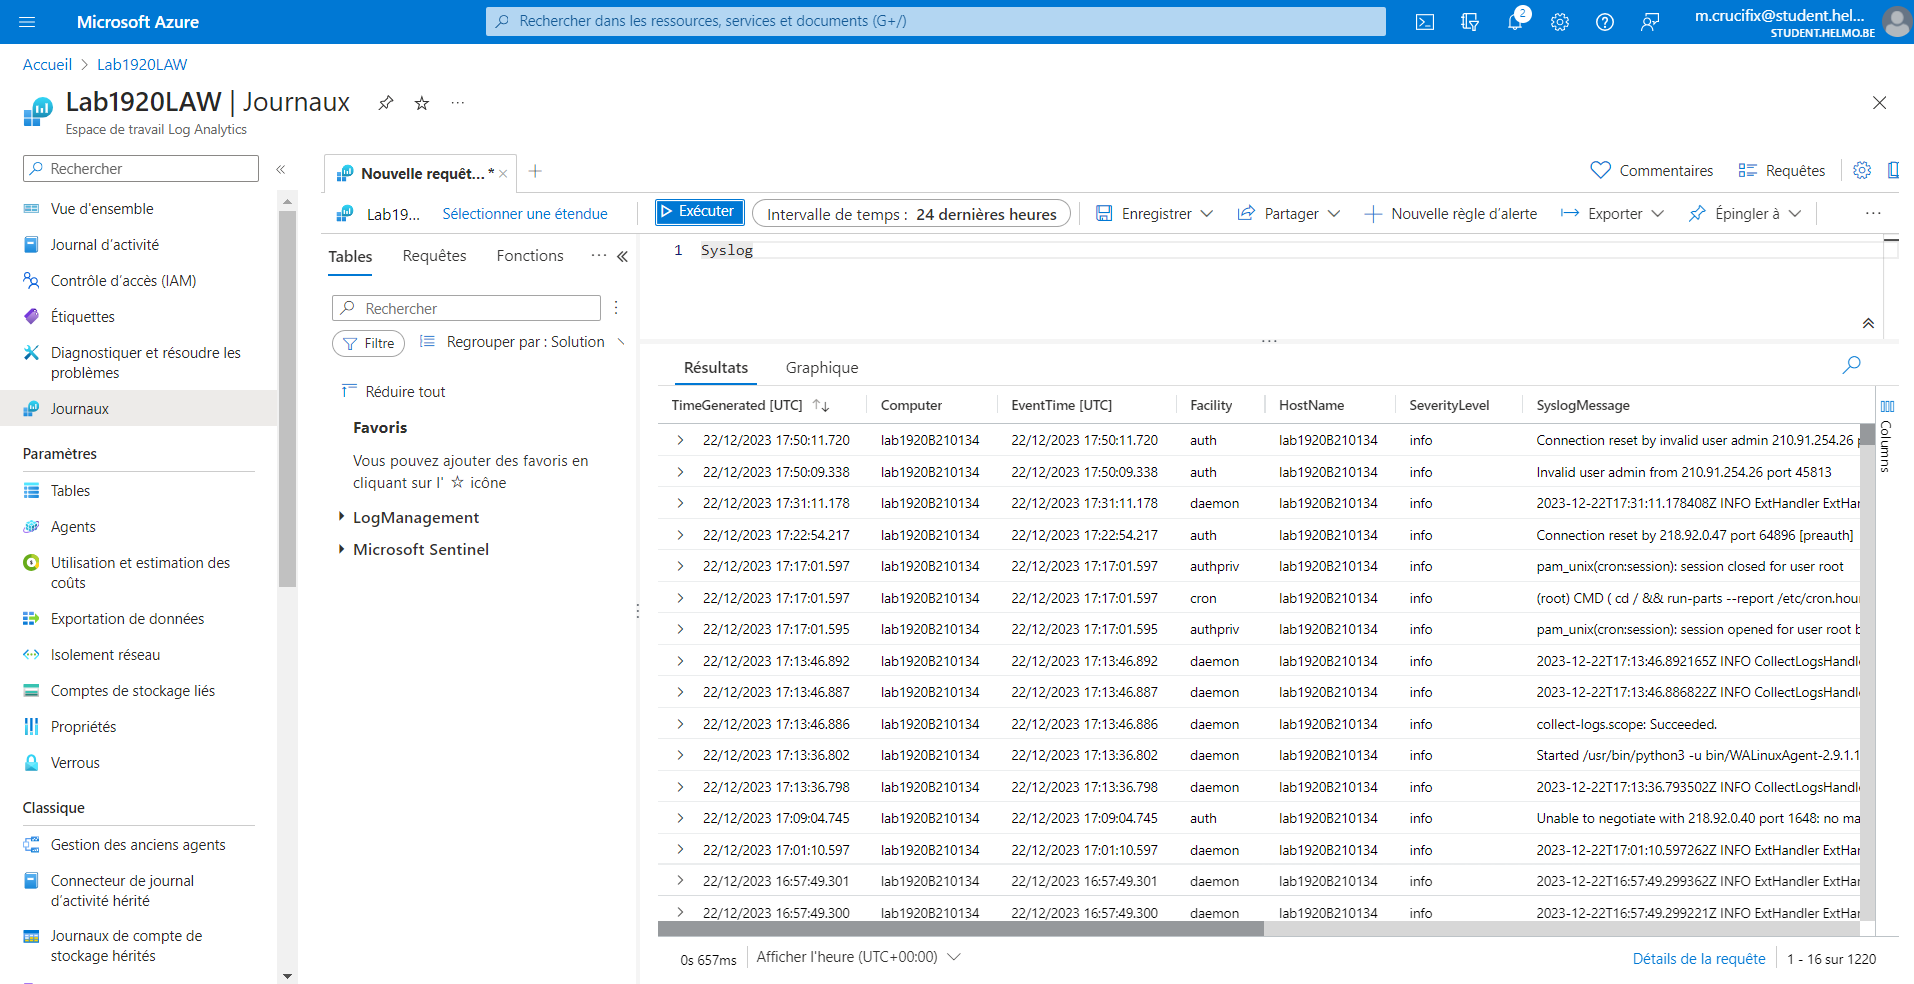 Microsoft Azure
Rechercher dans les ressources, services et documents (G+/)
2
m.crucifix@student.hel...
STUDENT.HELMO.BE
Accueil > Lab1920LAW
Lab1920LAW | Journaux
Espace de travail Log Analytics
Rechercher
Vue d'ensemble
Journal d'activité
Contrôle d'accès (IAM)
Étiquettes
Diagnostiquer et résoudre les
problèmes
Journaux
Paramètres
Tables
Agents
Utilisation et estimation des
coûts
Exportation de données
Isolement réseau
Comptes de stockage liés
Propriétés
Verrous
Classique
Gestion des anciens agents
Connecteur de journal
d'activité hérité
Journaux de compte de
stockage hérités
Nouvelle requêt... *
Commentaires
Requêtes
Lab19...
Sélectionner une étendue
Exécuter
Intervalle de temps : 24 dernières heures
Enregistrer
Partager
Nouvelle règle d'alerte
Exporter
Épingler à
Tables Requêtes Fonctions
Rechercher
Filtre
Regrouper par : Solution
Réduire tout
Favoris
Vous pouvez ajouter des favoris en
cliquant sur l' ☆ icône
LogManagement
Microsoft Sentinel
1 Syslog
Résultats Graphique
TimeGenerated [UTC] Computer EventTime [UTC] Facility HostName SeverityLevel SyslogMessage
22/12/2023 17:50:11.720 lab1920B210134 22/12/2023 17:50:11.720 auth lab1920B210134 info Connection reset by invalid user admin 210.91.254.26
22/12/2023 17:50:09.338 lab1920B210134 22/12/2023 17:50:09.338 auth lab1920B210134 info Invalid user admin from 210.91.254.26 port 45813
22/12/2023 17:31:11.178 lab1920B210134 22/12/2023 17:31:11.178 daemon lab1920B210134 info 2023-12-22T17:31:11.178408Z INFO ExtHandler ExtHan
22/12/2023 17:22:54.217 lab1920B210134 22/12/2023 17:22:54.217 auth lab1920B210134 info Connection reset by 218.92.0.47 port 64896 [preauth]
22/12/2023 17:17:01.597 lab1920B210134 22/12/2023 17:17:01.597 authpriv lab1920B210134 info pam_unix(cron:session): session closed for user root
22/12/2023 17:17:01.597 lab1920B210134 22/12/2023 17:17:01.597 cron lab1920B210134 info (root) CMD ( cd / && run-parts --report /etc/cron.hour
22/12/2023 17:17:01.595 lab1920B210134 22/12/2023 17:17:01.595 authpriv lab1920B210134 info pam_unix(cron:session): session opened for user root b
22/12/2023 17:13:46.892 lab1920B210134 22/12/2023 17:13:46.892 daemon lab1920B210134 info 2023-12-22T17:13:46.892165Z INFO CollectLogsHandle
22/12/2023 17:13:46.887 lab1920B210134 22/12/2023 17:13:46.887 daemon lab1920B210134 info 2023-12-22T17:13:46.886822Z INFO CollectLogsHandle
22/12/2023 17:13:46.886 lab1920B210134 22/12/2023 17:13:46.886 daemon lab1920B210134 info collect-logs.scope: Succeeded.
22/12/2023 17:13:36.802 lab1920B210134 22/12/2023 17:13:36.802 daemon lab1920B210134 info Started /usr/bin/python3 -u bin/WALinuxAgent-2.9.1.1
22/12/2023 17:13:36.798 lab1920B210134 22/12/2023 17:13:36.798 daemon lab1920B210134 info 2023-12-22T17:13:36.793502Z INFO CollectLogsHandle
22/12/2023 17:09:04.745 lab1920B210134 22/12/2023 17:09:04.745 auth lab1920B210134 info Unable to negotiate with 218.92.0.40 port 1648: no ma
22/12/2023 17:01:10.597 lab1920B210134 22/12/2023 17:01:10.597 daemon lab1920B210134 info 2023-12-22T17:01:10.597262Z INFO ExtHandler ExtHan
22/12/2023 16:57:49.301 lab1920B210134 22/12/2023 16:57:49.301 daemon lab1920B210134 info 2023-12-22T16:57:49.299362Z INFO ExtHandler ExtHan
22/12/2023 16:57:49.300 lab1920B210134 22/12/2023 16:57:49.300 daemon lab1920B210134 info 2023-12-22T16:57:49.299221Z INFO ExtHandler ExtHan
Columns
0s 657ms
Afficher l'heure (UTC+00:00)
Détails de la requête
1 - 16 sur 1220